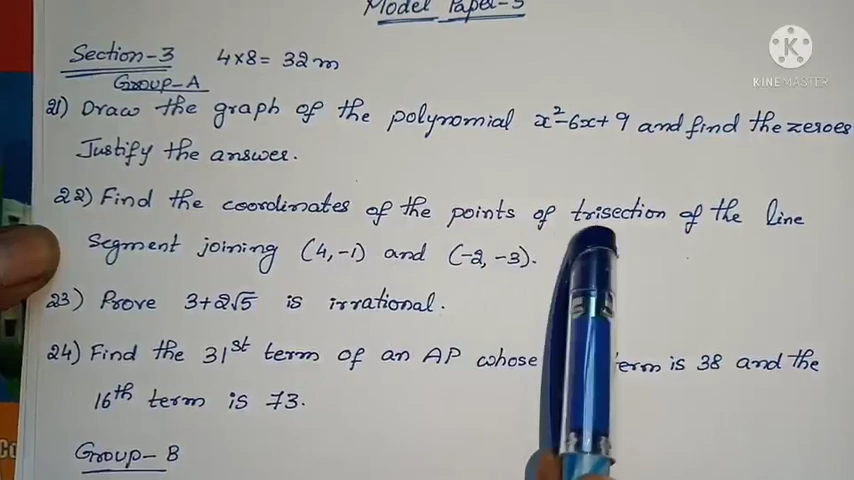 Model Paper-5
KINEMASTER
Section-3 4×8= 32m
Group-A
21) Draw the graph of the polynomial x²-6x+9 and find the zeroes
Justify the answer.
22) Find the coordinates of the points of trisection of the line
segment joining (4,-1) and (-2,-3).
23) Prove 3+2√5 is irrational.
24) Find the 31st term of an AP whose term is 38 and the
16th term is 73.
Group-B